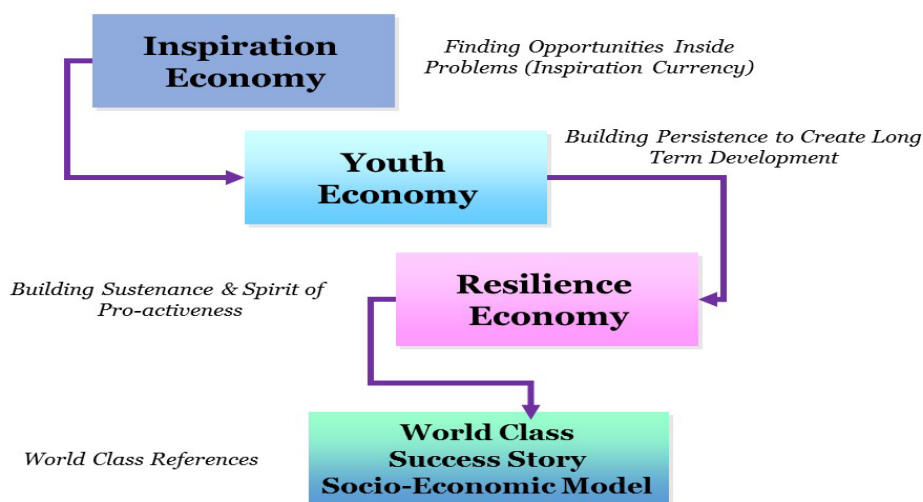 Inspiration
Economy
Finding Opportunities Inside
Problems (Inspiration Currency)
Youth
Economy
Building Persistence to Create Long
Term Development
Building Sustenance & Spirit of
Pro-activeness
Resilience
Economy
World Class References
World Class
Success Story
Socio-Economic Model